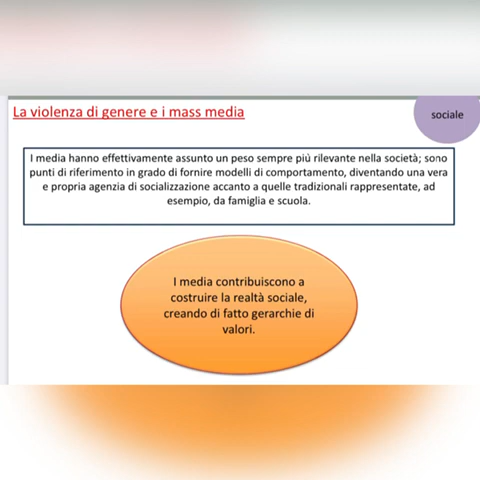 La violenza di genere e i mass media
sociale
I media hanno effettivamente assunto un peso sempre più rilevante nella società; sono
punti di riferimento in grado di fornire modelli di comportamento, diventando una vera
e propria agenzia di socializzazione accanto a quelle tradizionali rappresentate, ad
esempio, da famiglia e scuola.
I media contribuiscono a
costruire la realtà sociale,
creando di fatto gerarchie di
valori.